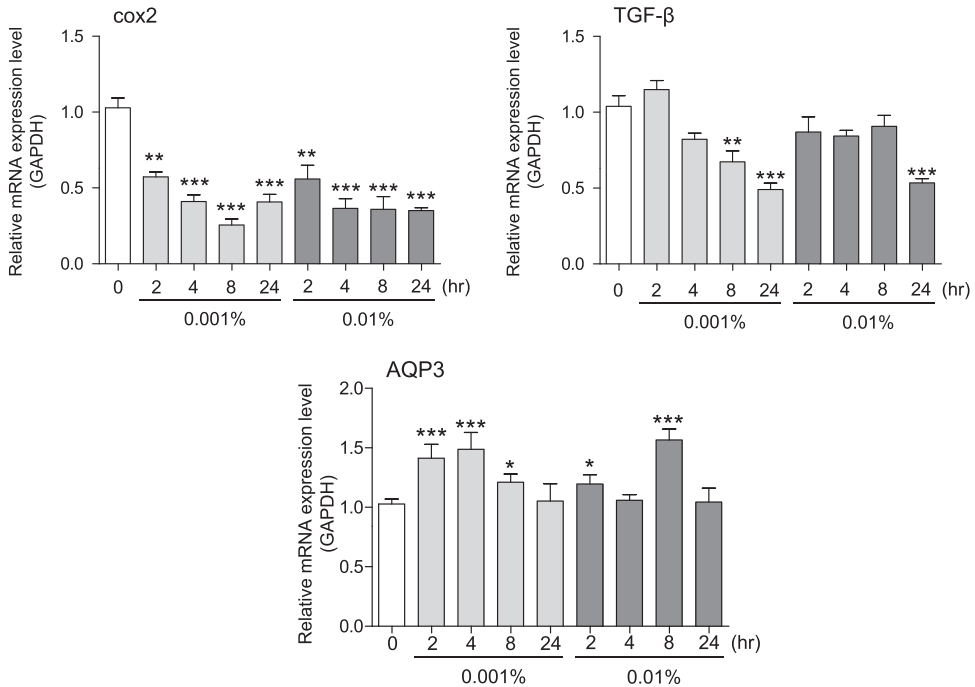 cox2
Relative mRNA expression level
(GAPDH)
1.5
1.0
0.5
0.0
** *** *** *** ** *** *** ***
0 2 4 8 24 2 4 8 24 (hr)
0.001% 0.01%
TGF-β
Relative mRNA expression level
(GAPDH)
1.5
1.0
0.5
0.0
** *** ***
0 2 4 8 24 2 4 8 24 (hr)
0.001% 0.01%
AQP3
Relative mRNA expression level
(GAPDH)
2.0
1.5
1.0
0.5
0.0
*** *** * * ***
0 2 4 8 24 2 4 8 24 (hr)
0.001% 0.01%